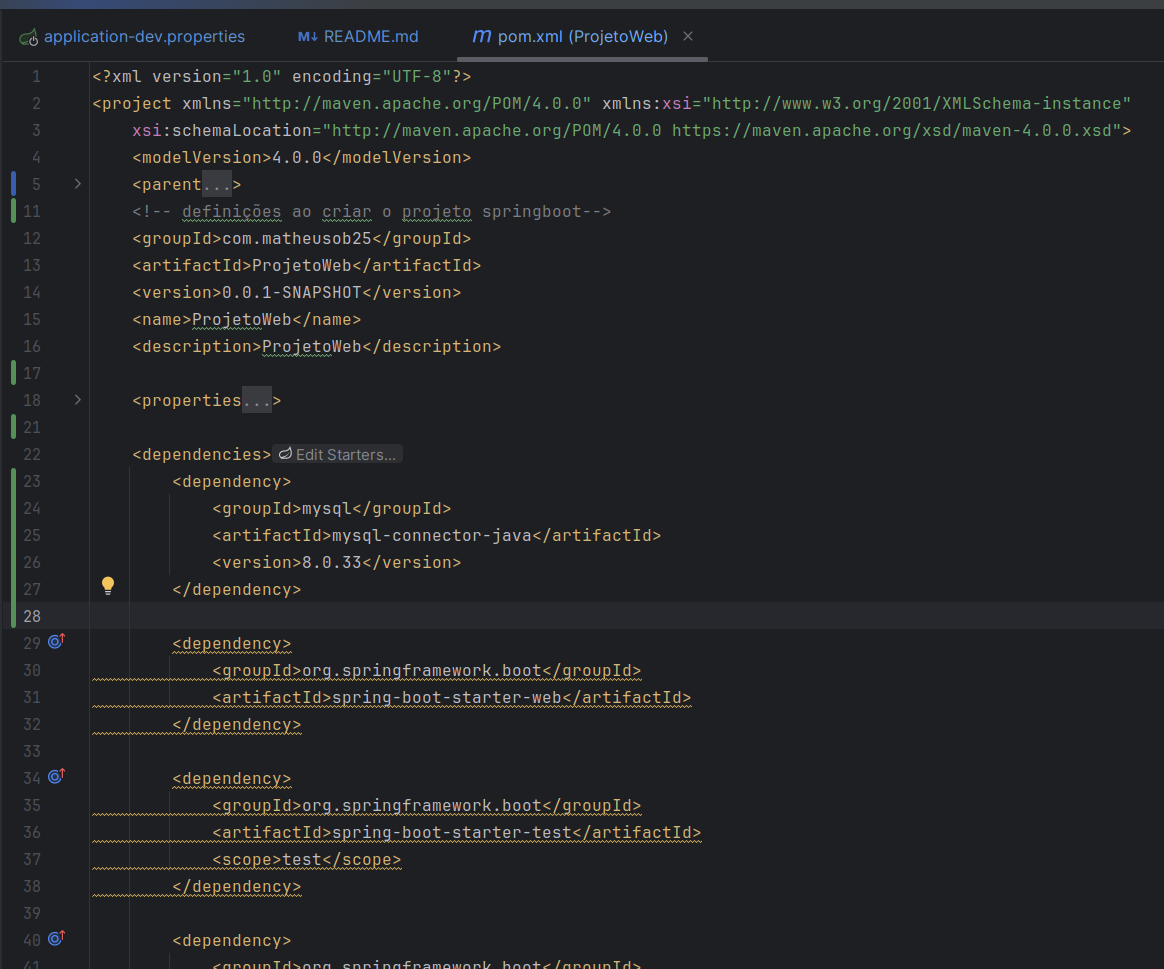 application-dev.properties M↓ README.md m pom.xml (ProjetoWeb) ×
1 <?xml version="1.0" encoding="UTF-8"?>
2 <project xmlns="http://maven.apache.org/POM/4.0.0" xmlns:xsi="http://www.w3.org/2001/XMLSchema-instance"
3 xsi:schemaLocation="http://maven.apache.org/POM/4.0.0 https://maven.apache.org/xsd/maven-4.0.0.xsd">
4 <modelVersion>4.0.0</modelVersion>
5 <parent...>
11 <!-- definições ao criar o projeto springboot-->
12 <groupId>com.matheusob25</groupId>
13 <artifactId>ProjetoWeb</artifactId>
14 <version>0.0.1-SNAPSHOT</version>
15 <name>ProjetoWeb</name>
16 <description>ProjetoWeb</description>
17
18 <properties...>
21
22 <dependencies> Edit Starters...
23 <dependency>
24 <groupId>mysql</groupId>
25 <artifactId>mysql-connector-java</artifactId>
26 <version>8.0.33</version>
27 </dependency>
28
29 <dependency>
30 <groupId>org.springframework.boot</groupId>
31 <artifactId>spring-boot-starter-web</artifactId>
32 </dependency>
33
34 <dependency>
35 <groupId>org.springframework.boot</groupId>
36 <artifactId>spring-boot-starter-test</artifactId>
37 <scope>test</scope>
38 </dependency>
39
40 <dependency>
41 <groupId>org.springframework.boot</groupId>